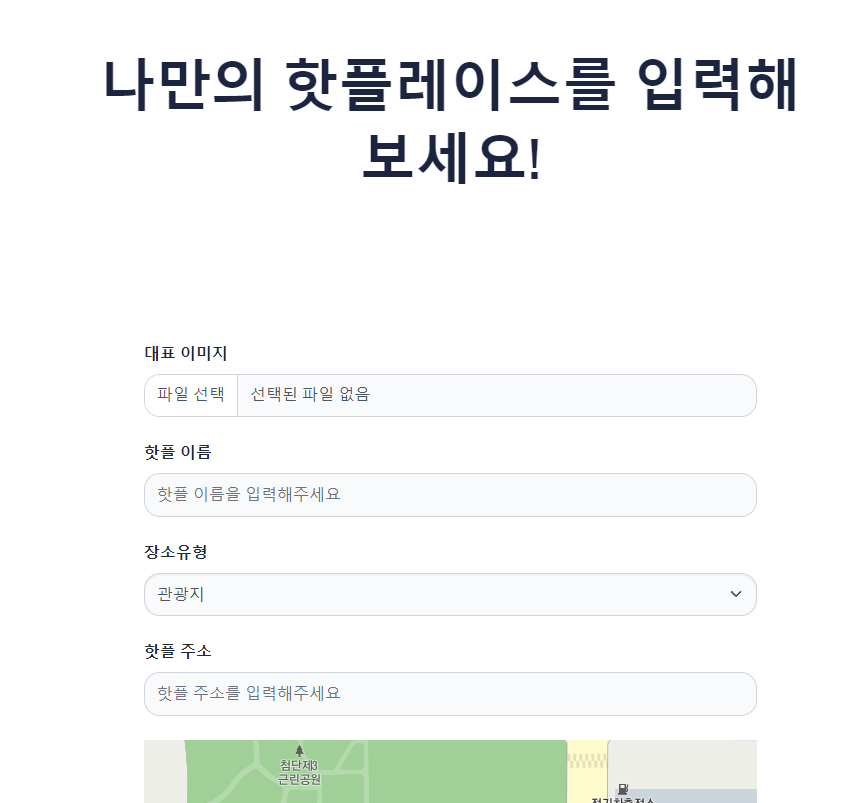 나만의 핫플레이스를 입력해
보세요!
대표 이미지
파일 선택 선택된 파일 없음
핫플 이름
핫플 이름을 입력해주세요
장소유형
관광지
핫플 주소
핫플 주소를 입력해주세요
첨단제3
근린공원